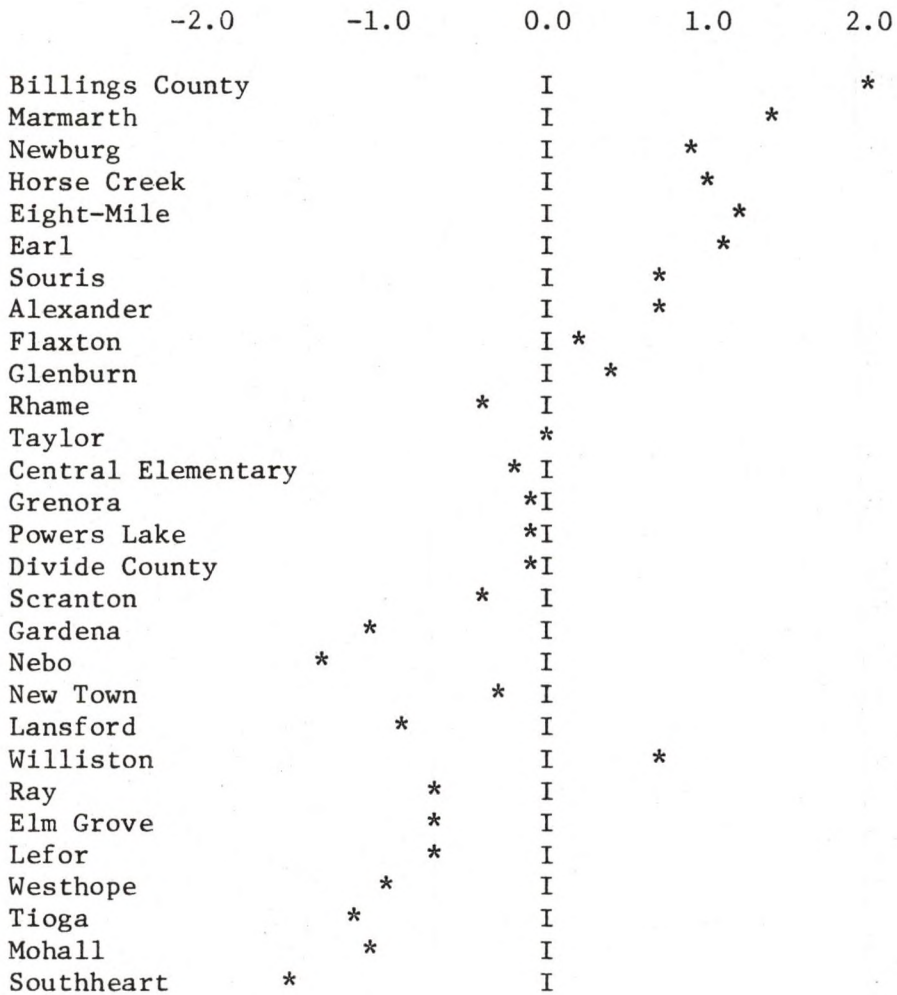 -2.0 -1.0 0.0 1.0 2.0
Billings County I *
Marmarth I *
Newburg I *
Horse Creek I *
Eight-Mile I *
Earl I *
Souris I *
Alexander I *
Flaxton I *
Glenburn I *
Rhame * I
Taylor *
Central Elementary * I
Grenora *I
Powers Lake *I
Divide County *I
Scranton * I
Gardena * I
Nebo * I
New Town * I
Lansford * I
Williston I *
Ray * I
Elm Grove * I
Lefor * I
Westhope * I
Tioga * I
Mohall * I
Southheart * I